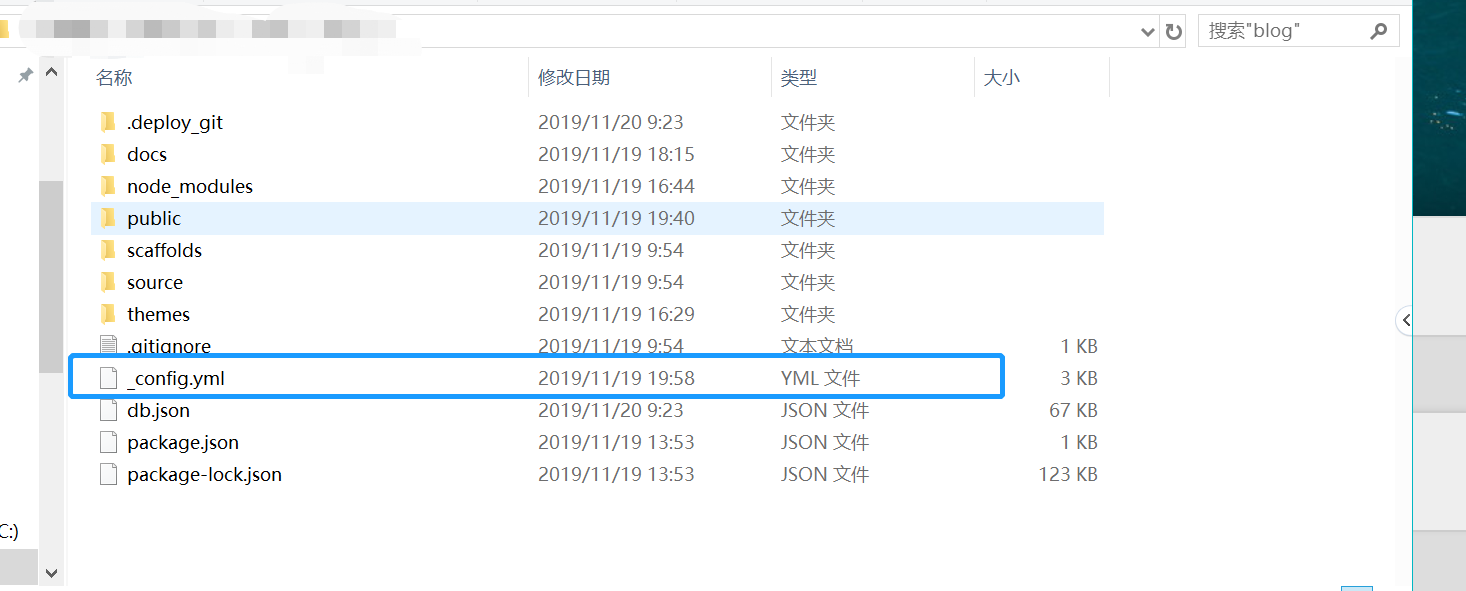 搜索"blog"
名称 修改日期 类型 大小
.deploy_git 2019/11/20 9:23 文件夹
docs 2019/11/19 18:15 文件夹
node_modules 2019/11/19 16:44 文件夹
public 2019/11/19 19:40 文件夹
scaffolds 2019/11/19 9:54 文件夹
source 2019/11/19 9:54 文件夹
themes 2019/11/19 16:29 文件夹
.gitignore 2019/11/19 9:54 文本文档 1 KB
_config.yml 2019/11/19 19:58 YML 文件 3 KB
db.json 2019/11/20 9:23 JSON 文件 67 KB
package.json 2019/11/19 13:53 JSON 文件 1 KB
package-lock.json 2019/11/19 13:53 JSON 文件 123 KB
C:)